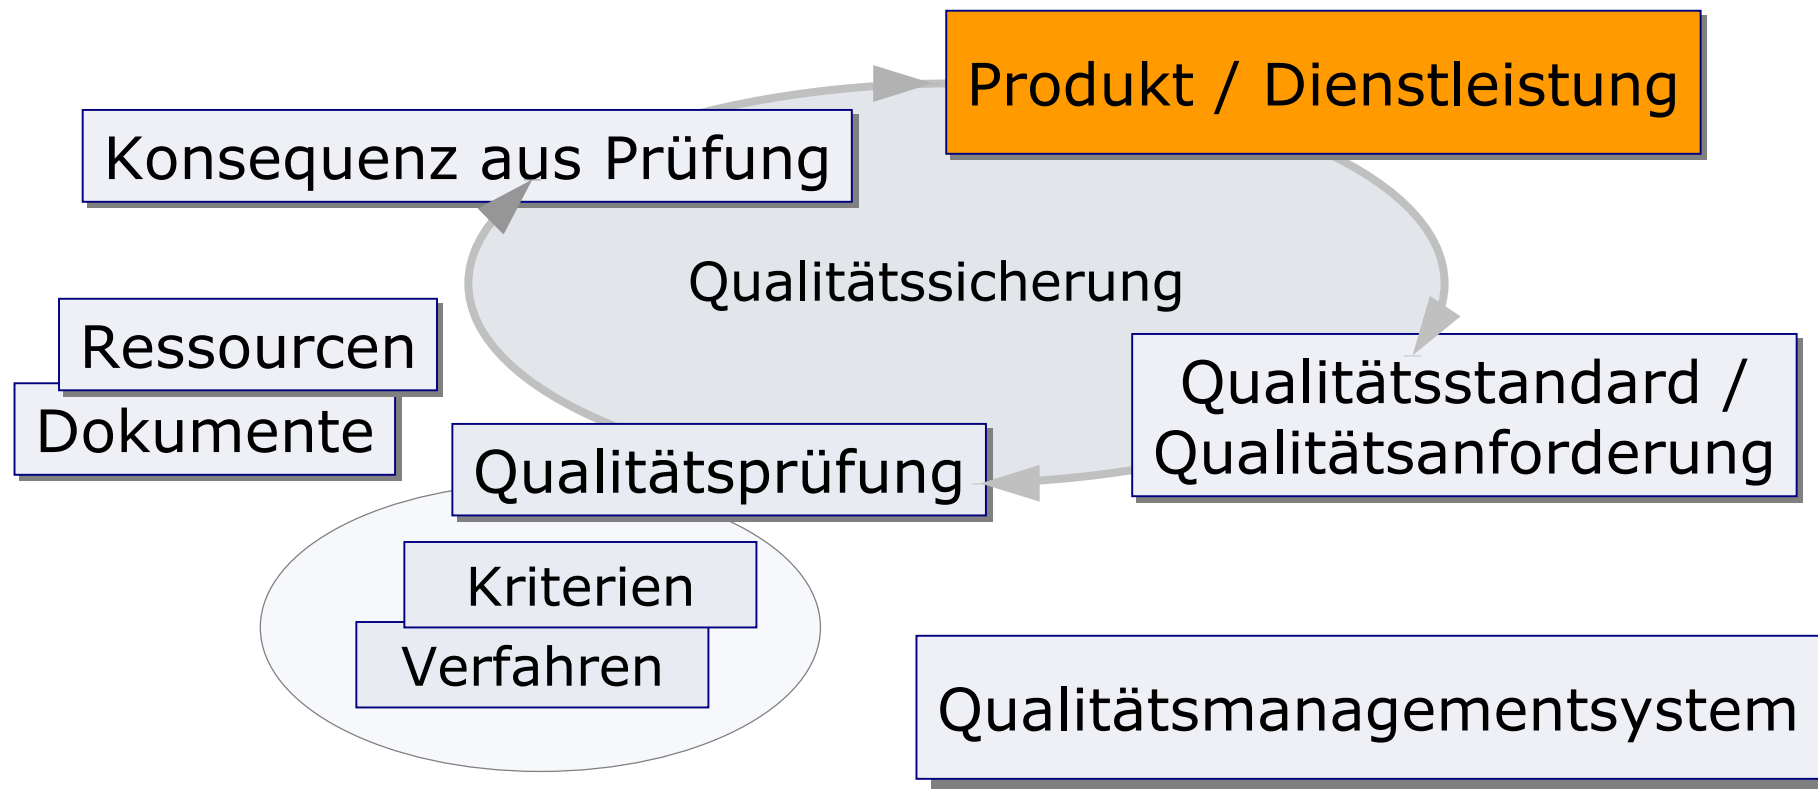 Produkt / Dienstleistung
Konsequenz aus Prüfung
Qualitätssicherung
Ressourcen
Dokumente
Qualitätsstandard /
Qualitätsanforderung
Qualitätsprüfung
Kriterien
Verfahren
Qualitätsmanagementsystem